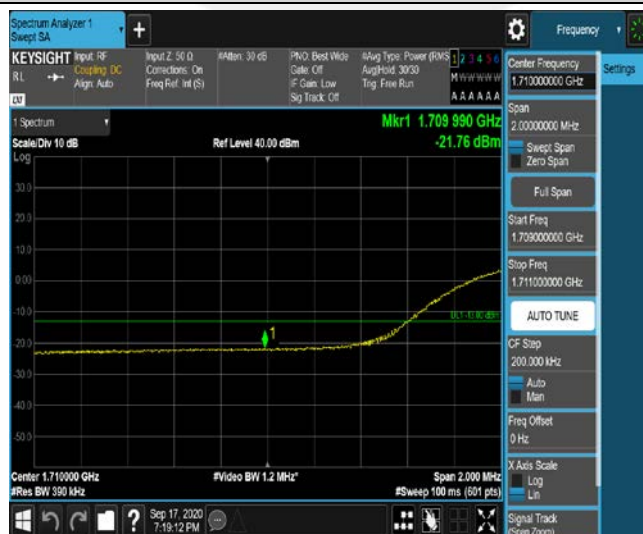 Spectrum Analyzer 1
Swept SA
Frequency
KEYSIGHT
Input: RF
Input Z: 50 Ω
#Atten: 30 dB
PNO: Best Wide
#Avg Type: Power (RMS
1 2 3 4 5 6
RL
Coupling: DC
Corrections: On
Gate: Off
Avg|Hold: 30/30
M W W W W W
Align: Auto
Freq Ref: Int (S)
IF Gain: Low
Trig: Free Run
Sig Track: Off
A A A A A A
Center Frequency
1.710000000 GHz
Settings
1 Spectrum
Mkr1 1.709 990 GHz
Scale/Div 10 dB
Ref Level 40.00 dBm
-21.76 dBm
Log
Span
2.00000000 MHz
Swept Span
Zero Span
Full Span
Start Freq
1.709000000 GHz
Stop Freq
1.711000000 GHz
AUTO TUNE
CF Step
200.000 kHz
Auto
Man
Freq Offset
0 Hz
X Axis Scale
Log
Lin
Signal Track
(Span Zoom)
30.0
20.0
10.0
0.00
-10.0
DL1 -13.00 dBm
1
-20.0
-30.0
-40.0
-50.0
Center 1.710000 GHz
#Video BW 1.2 MHz*
Span 2.000 MHz
#Res BW 390 kHz
#Sweep 100 ms (601 pts)
?
Sep 17, 2020
7:19:12 PM